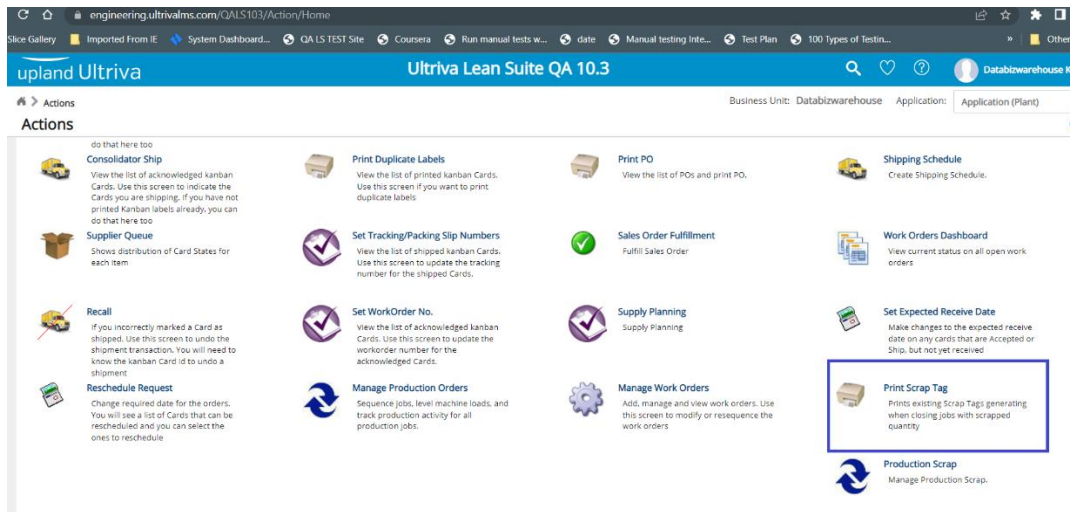 engineering.ultrivalms.com/QALS103/Action/Home
Slice Gallery Imported From IE System Dashboard... QA LS TEST Site Coursera Run manual tests w... date Manual testing Inte... Test Plan 100 Types of Testin... » Other
upland Ultriva
Ultriva Lean Suite QA 10.3
Databizwarehouse K
Actions
Business Unit: Databizwarehouse Application: Application (Plant)
Actions
do that here too
Consolidator Ship
View the list of acknowledged kanban
Cards. Use this screen to indicate the
Cards you are shipping. If you have not
printed Kanban labels already, you can
do that here too
Print Duplicate Labels
View the list of printed kanban Cards.
Use this screen if you want to print
duplicate labels
Print PO
View the list of POs and print PO.
Shipping Schedule
Create Shipping Schedule.
Supplier Queue
Shows distribution of Card States for
each item
Set Tracking/Packing Slip Numbers
View the list of shipped kanban Cards.
Use this screen to update the tracking
number for the shipped Cards.
Sales Order Fulfillment
Fulfill Sales Order
Work Orders Dashboard
View current status on all open work
orders
Recall
If you incorrectly marked a Card as
shipped. Use this screen to undo the
shipment transaction. You will need to
know the kanban Card Id to undo a
shipment
Set WorkOrder No.
View the list of acknowledged kanban
Cards. Use this screen to update the
workorder number for the
acknowledged Cards.
Supply Planning
Supply Planning
Set Expected Receive Date
Make changes to the expected receive
date on any cards that are Accepted or
Ship, but not yet received
Reschedule Request
Change required date for the orders.
You will see a list of Cards that can be
rescheduled and you can select the
ones to reschedule
Manage Production Orders
Sequence jobs, level machine loads, and
track production activity for all
production jobs.
Manage Work Orders
Add, manage and view work orders. Use
this screen to modify or resequence the
work orders
Print Scrap Tag
Prints existing Scrap Tags generating
when closing jobs with scrapped
quantity
Production Scrap
Manage Production Scrap.